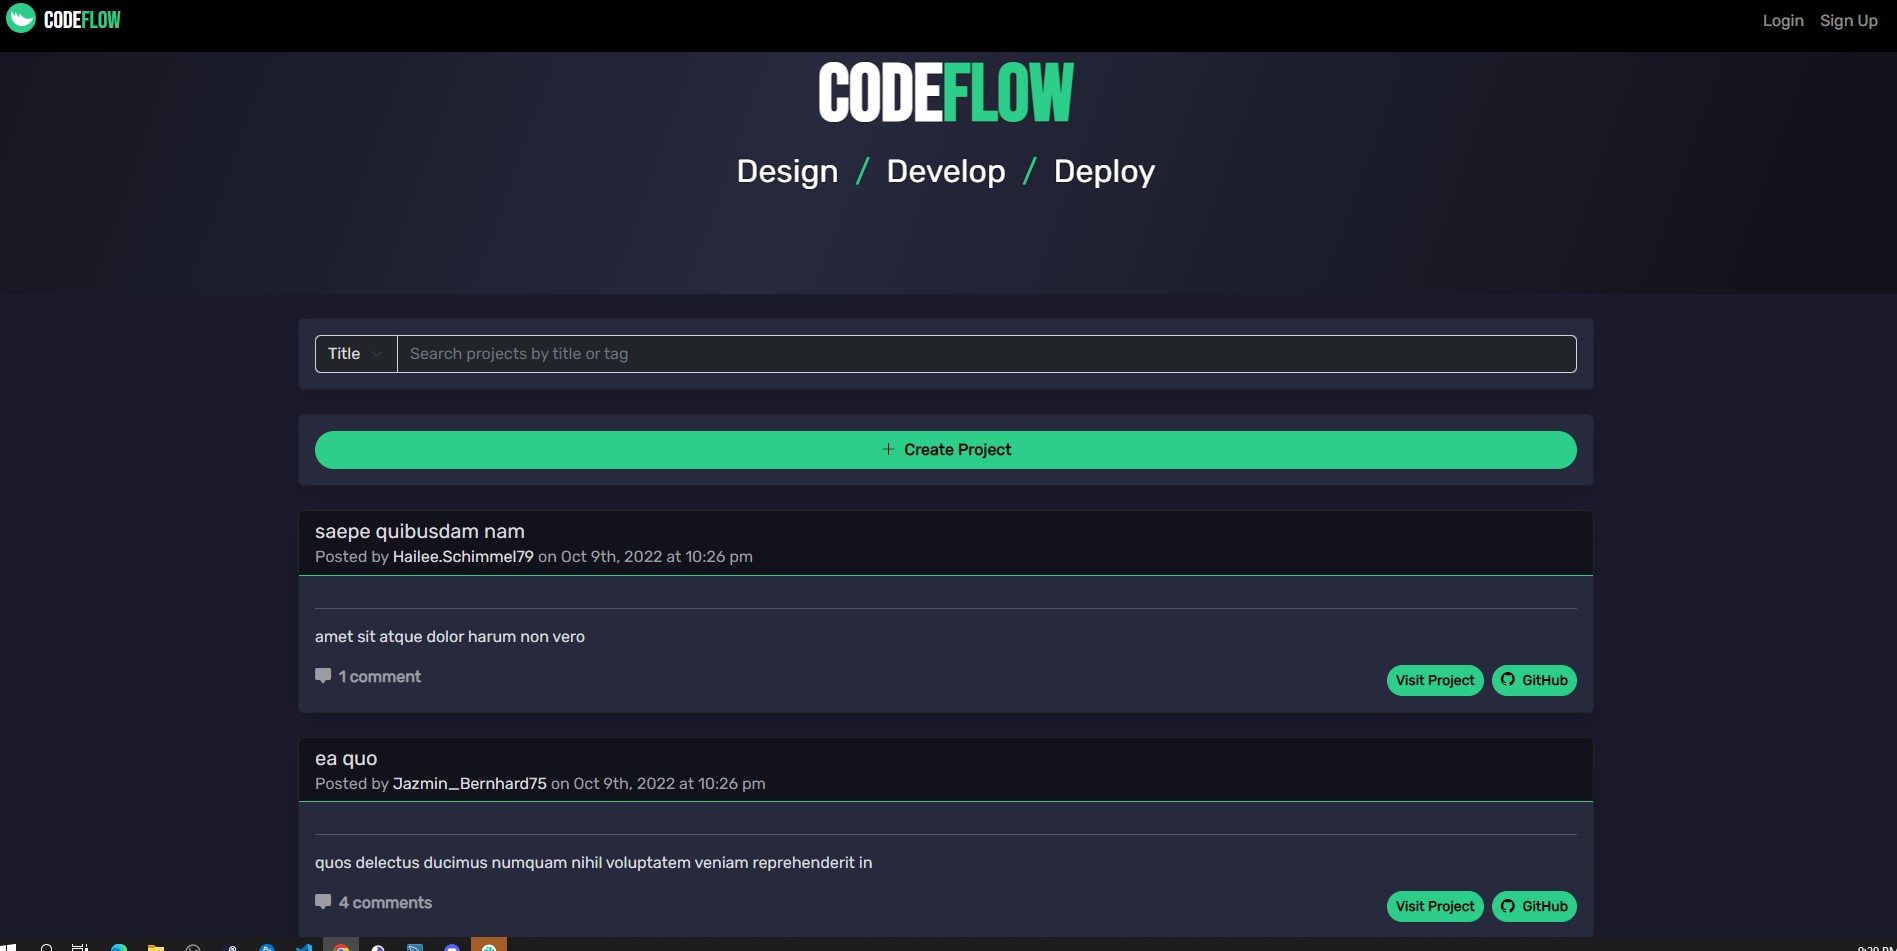 CODEFLOW
Login Sign Up
CODEFLOW
Design / Develop / Deploy
Title Search projects by title or tag
+ Create Project
saepe quibusdam nam
Posted by Hailee.Schimmel79 on Oct 9th, 2022 at 10:26 pm
amet sit atque dolor harum non vero
1 comment
Visit Project GitHub
ea quo
Posted by Jazmin_Bernhard75 on Oct 9th, 2022 at 10:26 pm
quos delectus ducimus numquam nihil voluptatem veniam reprehenderit in
4 comments
Visit Project GitHub